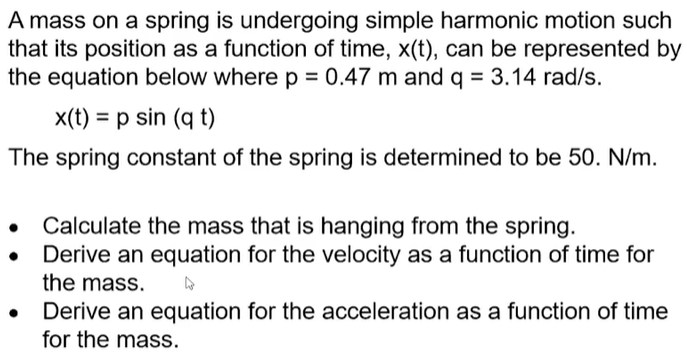 A mass on a spring is undergoing simple harmonic motion such
that its position as a function of time, x(t), can be represented by
the equation below where p = 0.47 m and q = 3.14 rad/s.
x(t) = p sin (q t)
The spring constant of the spring is determined to be 50. N/m.
• Calculate the mass that is hanging from the spring.
• Derive an equation for the velocity as a function of time for
the mass.
• Derive an equation for the acceleration as a function of time
for the mass.